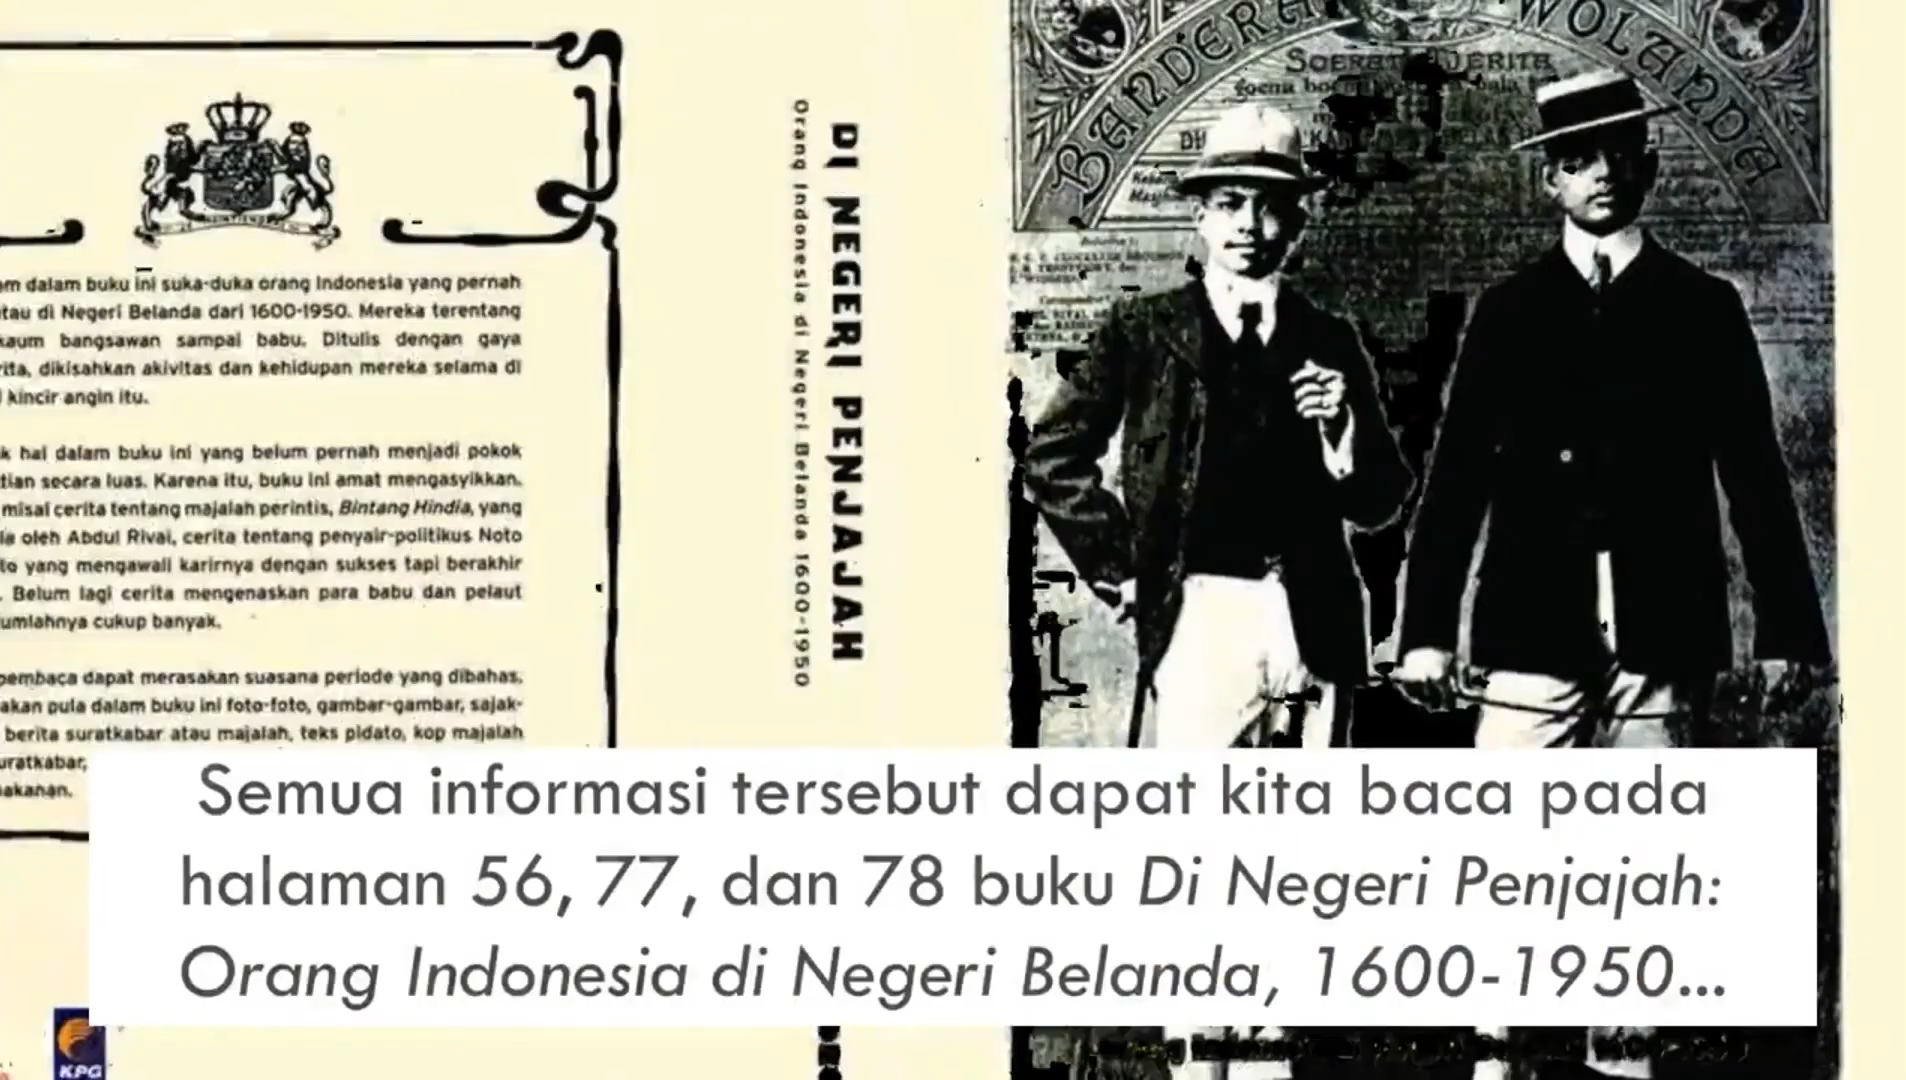 dalam buku ini suka-duka orang Indonesia yang pernah
di Negeri Belanda dari 1600-1950. Mereka terentang
bangsawan sampai babu. Ditulis dengan gaya
dikisahkan akivitas dan kehidupan mereka selama di
kincir angin itu.
hal dalam buku ini yang belum pernah menjadi pokok
secara luas. Karena itu, buku ini amat mengasyikkan.
misal cerita tentang majalah perintis, Bintang Hindia, yang
oleh Abdul Rivai, cerita tentang penyair-politikus Noto
yang mengawali karirnya dengan sukses tapi berakhir
Belum lagi cerita mengenaskan para babu dan pelaut
cukup banyak.
pembaca dapat merasakan suasana periode yang dibahas,
pula dalam buku ini foto-foto, gambar-gambar, sajak-
berita suratkabar atau majalah, teks pidato, kop majalah
KPG
DI NEGERI PENJAJAH
Orang Indonesia di Negeri Belanda 1600-1950
BANDERA WOLANDA
SOERAT
Semua informasi tersebut dapat kita baca pada
halaman 56, 77, dan 78 buku Di Negeri Penjajah:
Orang Indonesia di Negeri Belanda, 1600-1950...